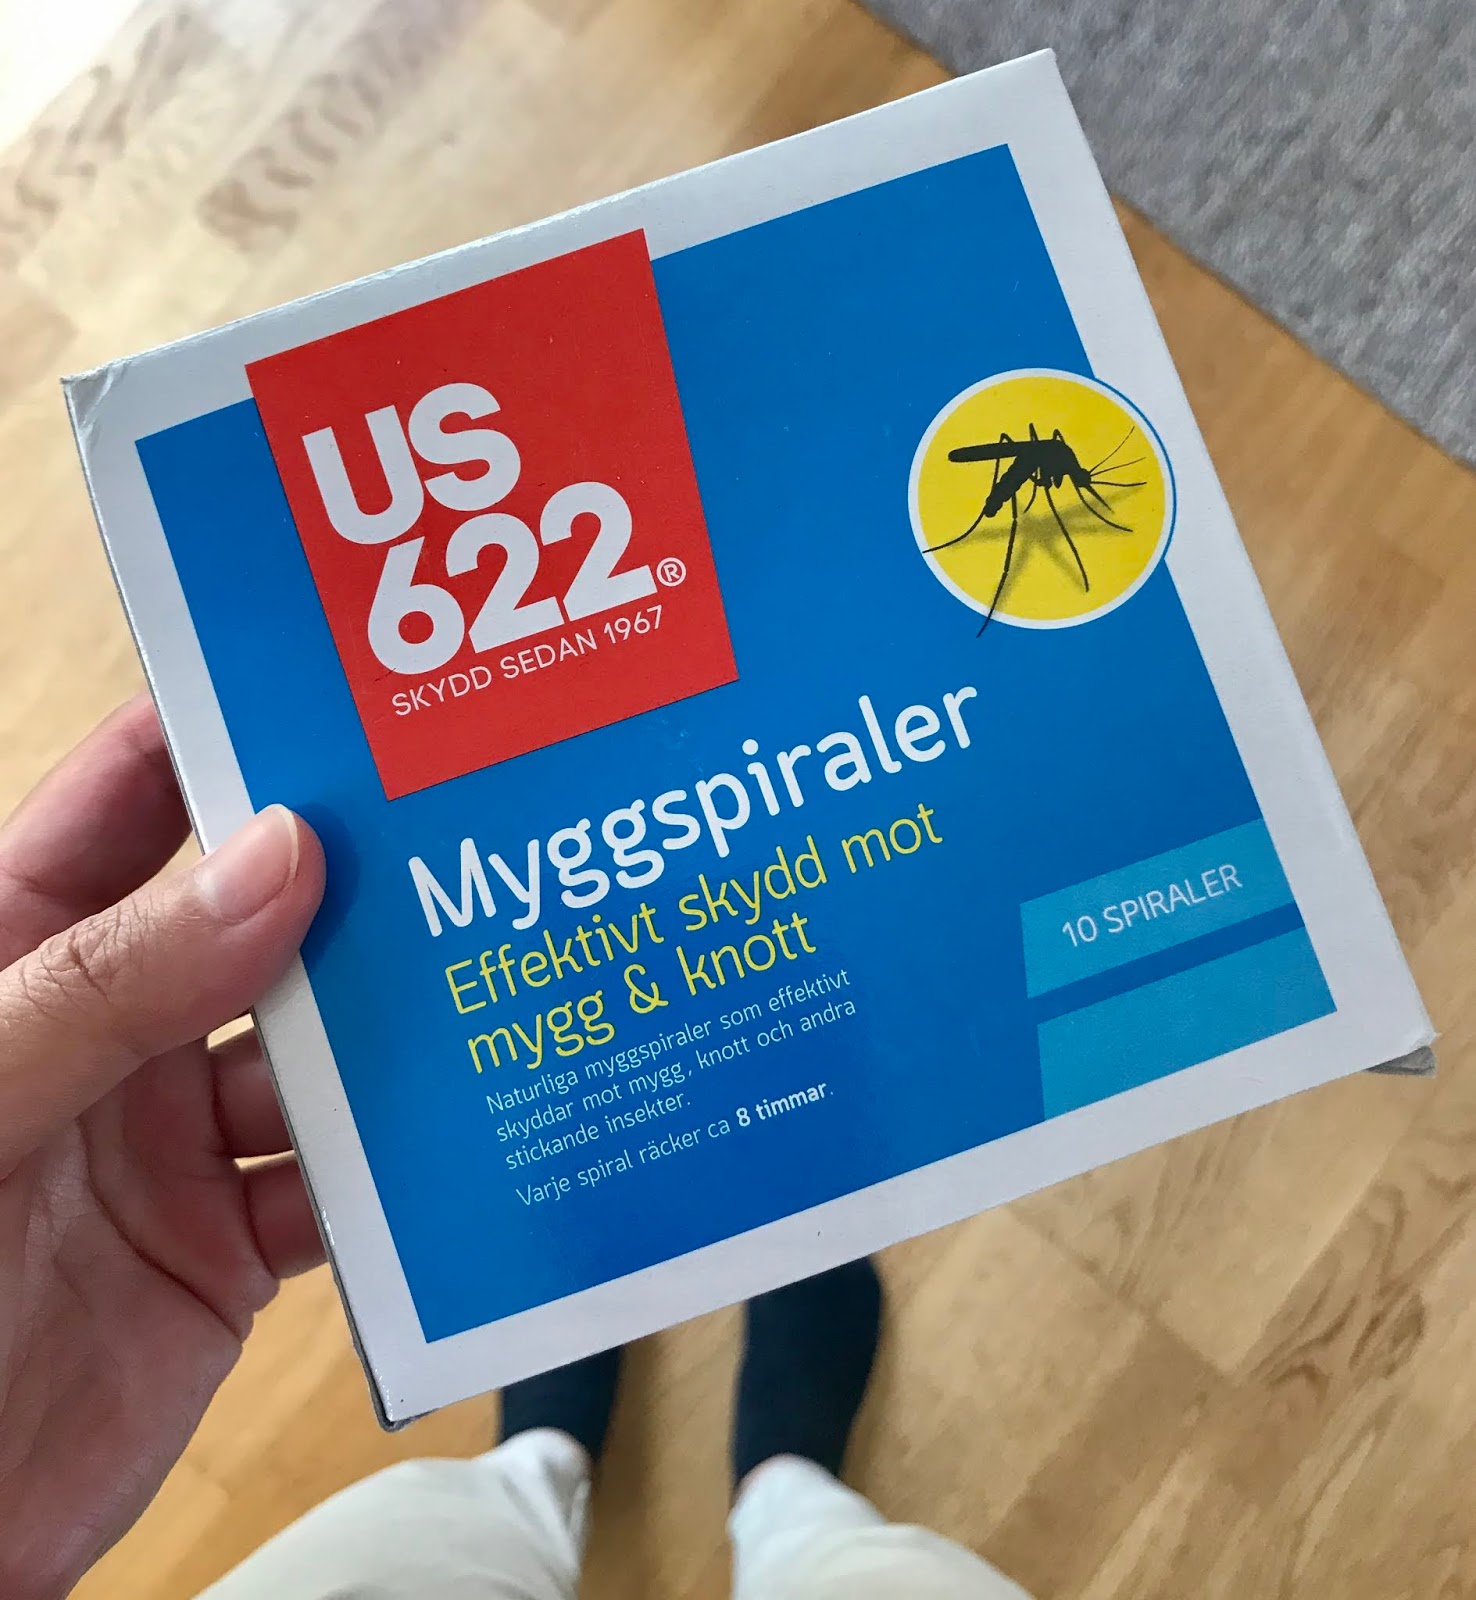 US
622®
SKYDD SEDAN 1967
Myggspiraler
Effektivt skydd mot
mygg & knott
Naturliga myggspiraler som effektivt
skyddar mot mygg, knott och andra
stickande insekter.
Varje spiral räcker ca 8 timmar.
10 SPIRALER